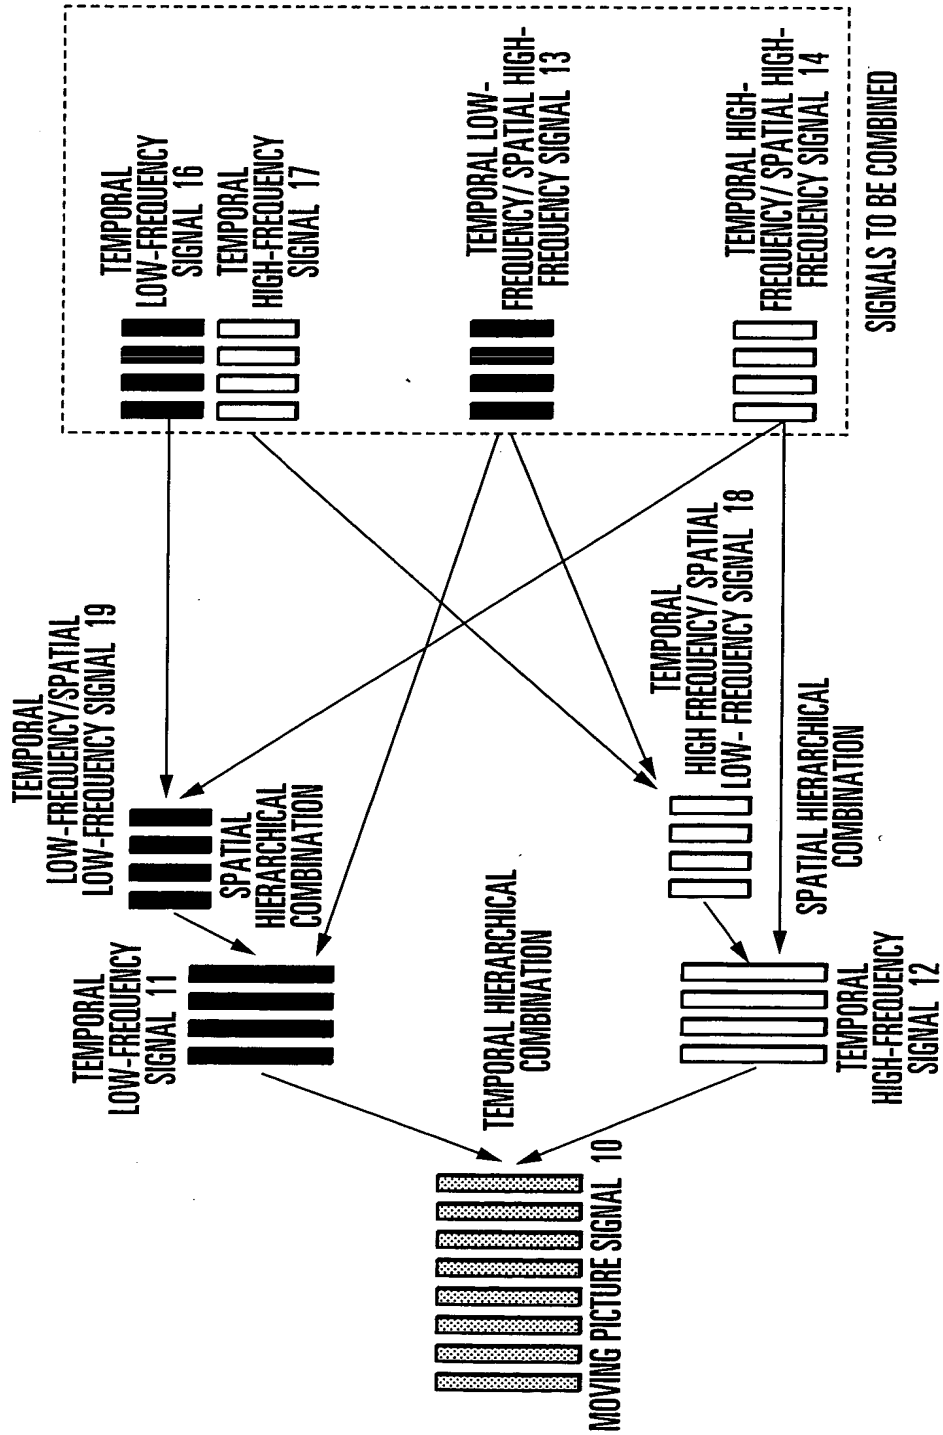 MOVING PICTURE SIGNAL 10
TEMPORAL HIERARCHICAL
COMBINATION
TEMPORAL
LOW-FREQUENCY
SIGNAL 11
TEMPORAL
HIGH-FREQUENCY
SIGNAL 12
SPATIAL
HIERARCHICAL
COMBINATION
SPATIAL HIERARCHICAL
COMBINATION
TEMPORAL
LOW-FREQUENCY/SPATIAL
LOW-FREQUENCY SIGNAL 19
TEMPORAL
HIGH FREQUENCY/ SPATIAL
LOW- FREQUENCY SIGNAL 18
TEMPORAL
LOW-FREQUENCY
SIGNAL 16
TEMPORAL
HIGH-FREQUENCY
SIGNAL 17
TEMPORAL LOW-
FREQUENCY/ SPATIAL HIGH-
FREQUENCY SIGNAL 13
TEMPORAL HIGH-
FREQUENCY/ SPATIAL HIGH-
FREQUENCY SIGNAL 14
SIGNALS TO BE COMBINED